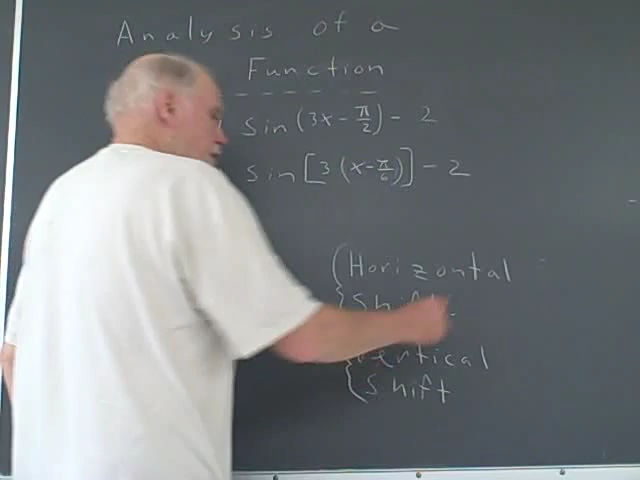 Analysis of a
Function
sin(3x-π/2)-2
sin[3(x-π/6)]-2
Horizontal
Shift
Vertical
Shift